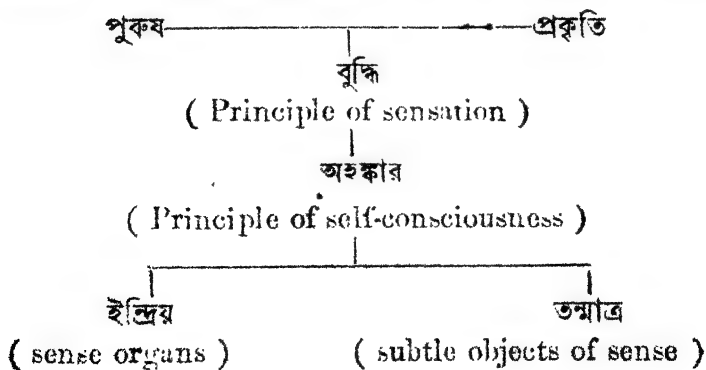 পুরুষ প্রকৃতি
বুদ্ধি
( Principle of sensation )
অহঙ্কার
( Principle of self-consciousness )
ইন্দ্রিয় তন্মাত্র
( sense organs ) ( subtle objects of sense )